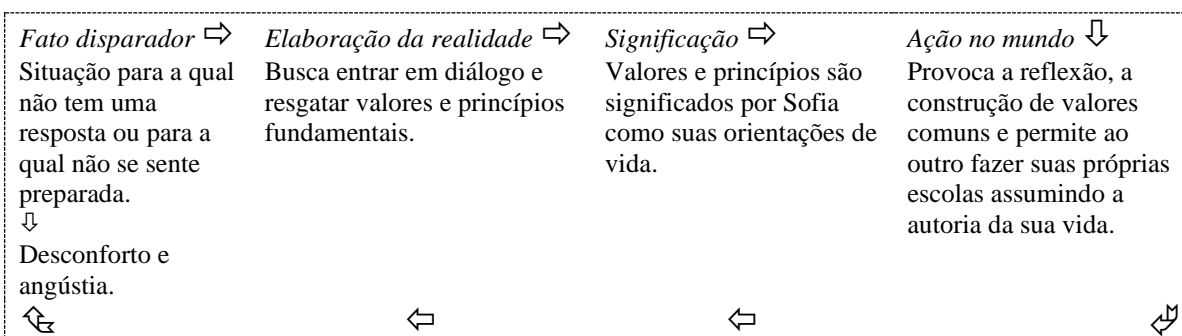 Fato disparador ⇨
Situação para a qual
não tem uma
resposta ou para a
qual não se sente
preparada.
⇩
Desconforto e
angústia.
Elaboração da realidade ⇨
Busca entrar em diálogo e
resgatar valores e princípios
fundamentais.
Significação ⇨
Valores e princípios são
significados por Sofia
como suas orientações de
vida.
Ação no mundo ⇩
Provoca a reflexão, a
construção de valores
comuns e permite ao
outro fazer suas próprias
escolas assumindo a
autoria da sua vida.